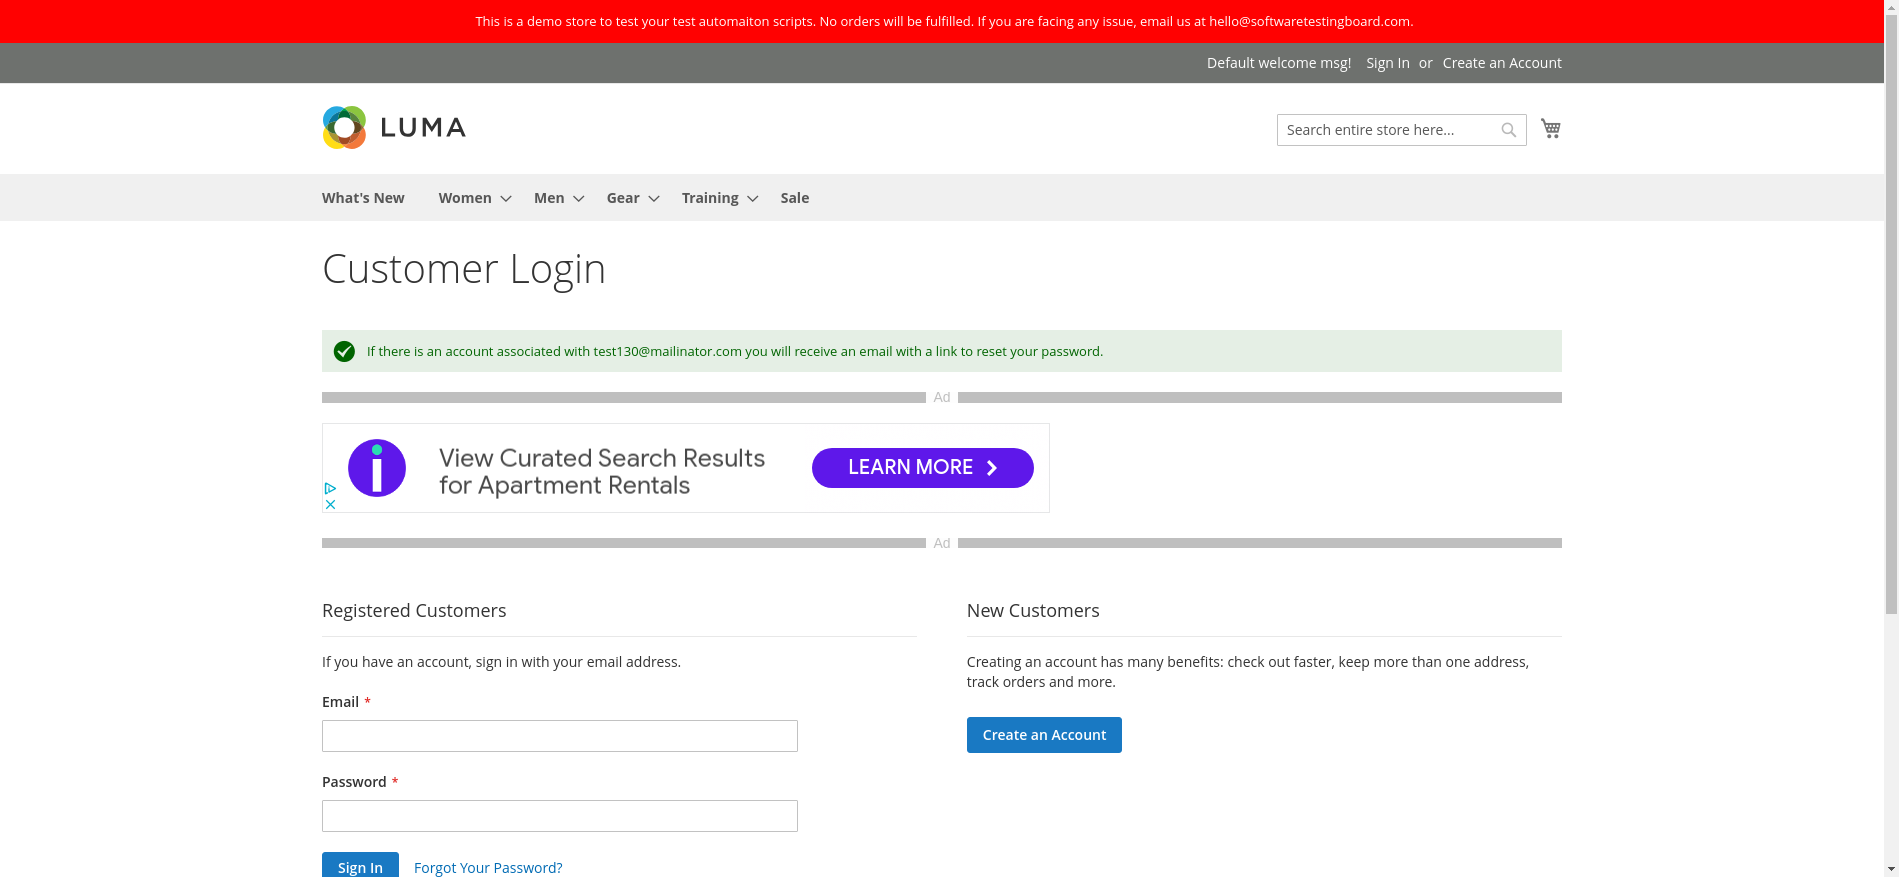 This is a demo store to test your test automaiton scripts. No orders will be fulfilled. If you are facing any issue, email us at hello@softwaretestingboard.com.
Default welcome msg! Sign In or Create an Account
LUMA
Search entire store here...
What's New Women Men Gear Training Sale
Customer Login
If there is an account associated with test130@mailinator.com you will receive an email with a link to reset your password.
Ad
View Curated Search Results
for Apartment Rentals
LEARN MORE
Ad
Registered Customers
If you have an account, sign in with your email address.
Email *
Password *
Sign In Forgot Your Password?
New Customers
Creating an account has many benefits: check out faster, keep more than one address,
track orders and more.
Create an Account